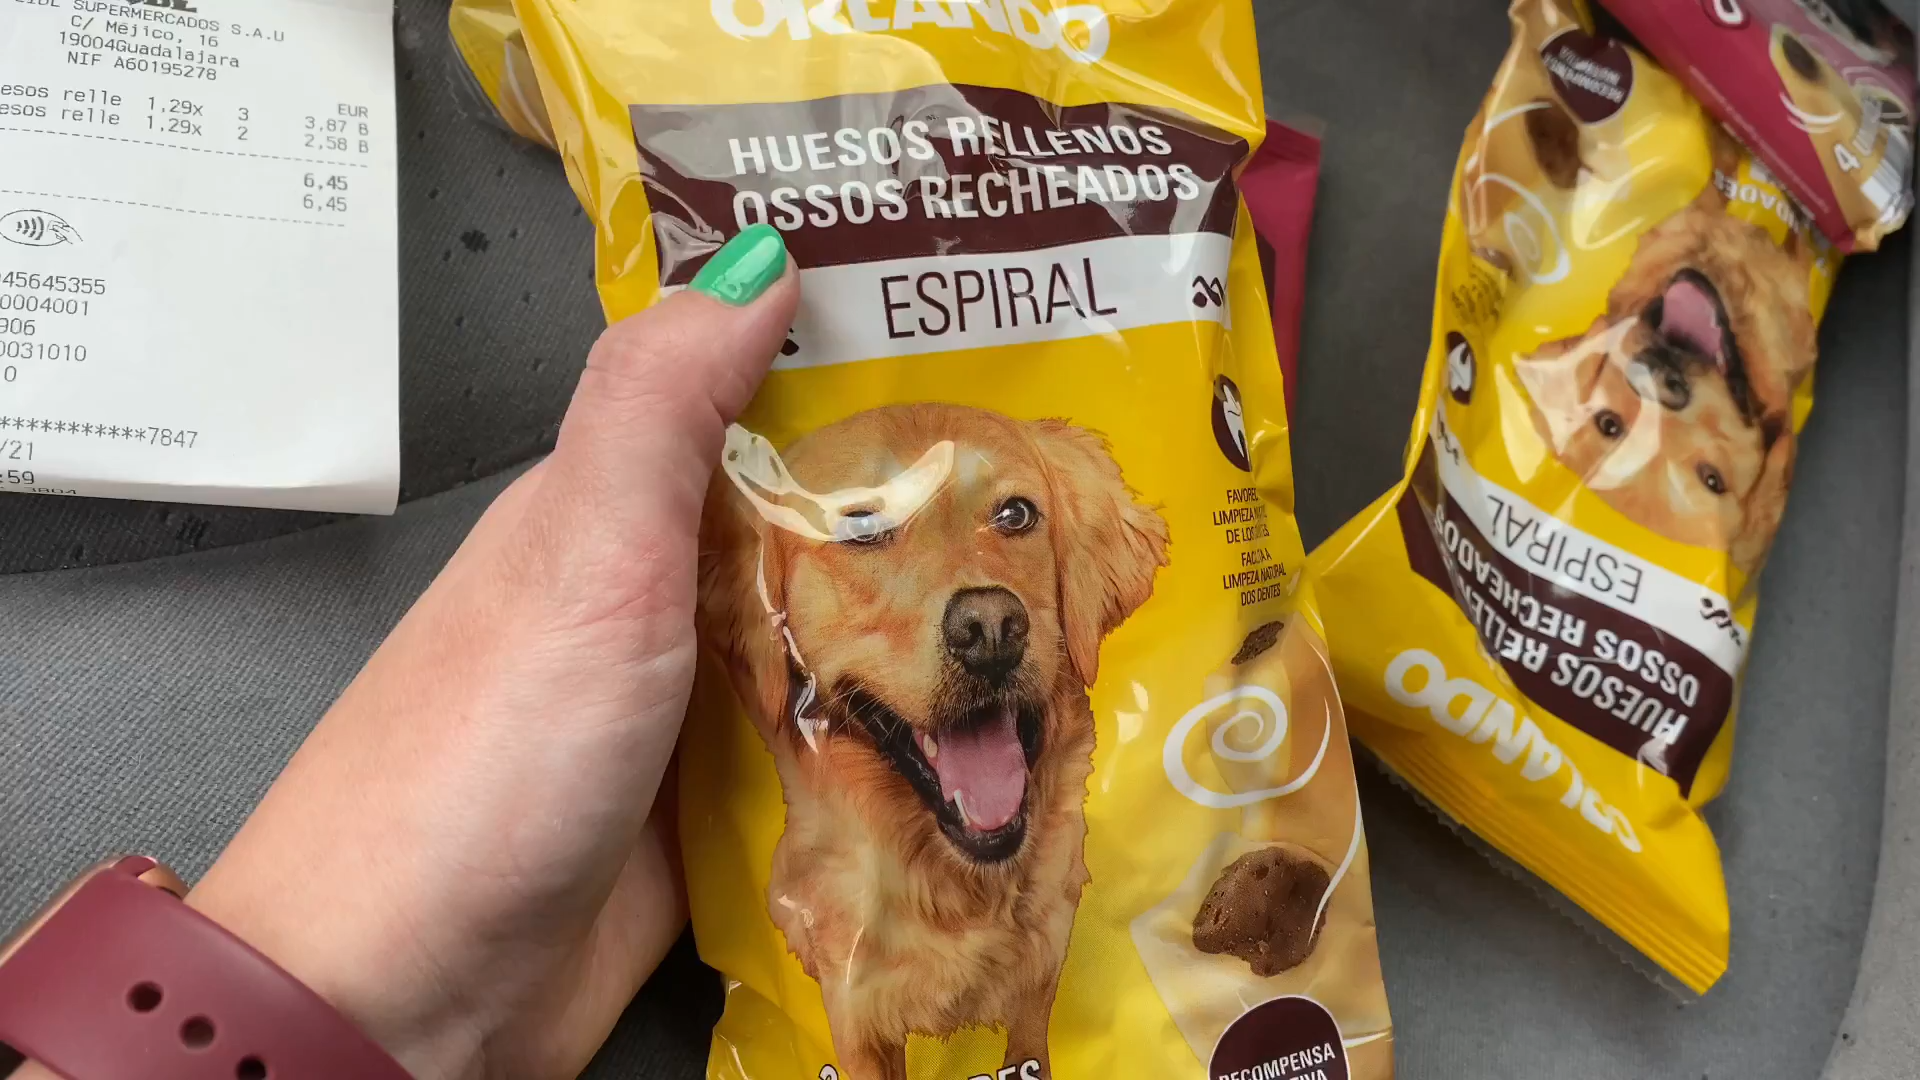 SUPERMERCADOS S.A.U
C/ Méjico, 16
19004Guadalajara
NIF A60195278
EUR
esos relle 1,29x 3 3,87 B
esos relle 1,29x 2 2,58 B
6,45
6,45
45645355
0004001
906
0031010
0
***********7847
/21
:59
ORLANDO
HUESOS RELLENOS
OSSOS RECHEADOS
ESPIRAL
LIMPIEZA
DE LOS
LIMPEZA NATURAL
DOS DENTES
RECOMPENSA
4
ESPIRAL
OSSOS RECHEADOS
HUESOS
ORLANDO